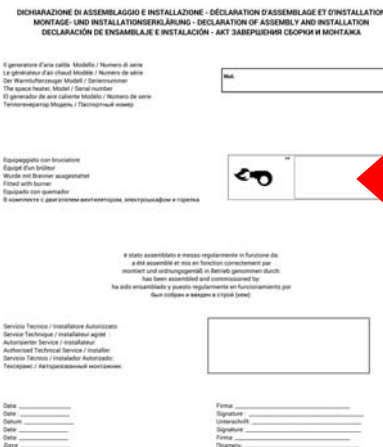 DICHIARAZIONE DI ASSEMBLAGGIO E INSTALLAZIONE - DÉCLARATION D'ASSEMBLAGE ET D'INSTALLATION
MONTAGE- UND INSTALLATIONSERKLÄRUNG - DECLARATION OF ASSEMBLY AND INSTALLATION
DECLARACIÓN DE ENSAMBLAJE E INSTALACIÓN - АКТ ЗАВЕРШЕНИЯ СБОРКИ И МОНТАЖА
Il generatore d'aria calda Modello / Numero di serie
Le générateur d'air chaud Modèle / Numéro de série
Der Warmlufterzeuger Modell / Seriennummer
The space heater, Model / Serial number
El generador de aire caliente Modelo / Número de serie
Теплогенератор Модель / Паспортный номер
Mod.
Equipaggiato con bruciatore
Équipé d'un brûleur
Wurde mit Brenner ausgestattet
Fitted with burner
Equipado con quemador
В комплекте с двигателем вентилятором, электрошкафом и горелка
è stato assemblato e messo regolarmente in funzione da:
a été assemblé et mis en fonction correctement par
montiert und ordnungsgemäß in Betrieb genommen durch:
has been assembled and commissioned by:
ha sido ensamblado y puesto regularmente en funcionamiento por
был собран и введен в строй (кем):
Servizio Tecnico / Installatore Autorizzato:
Service Technique / Installateur agréé :
Autorisierter Service / Installateur:
Authorised Technical Service / Installer:
Servicio Técnico / Instalador Autorizado:
Техсервис / Авторизованный монтажник:
Data:
Date :
Datum:
Date:
Data:
Дата
Firma:
Signature :
Unterschrift:
Signature:
Firma:
Подпись: